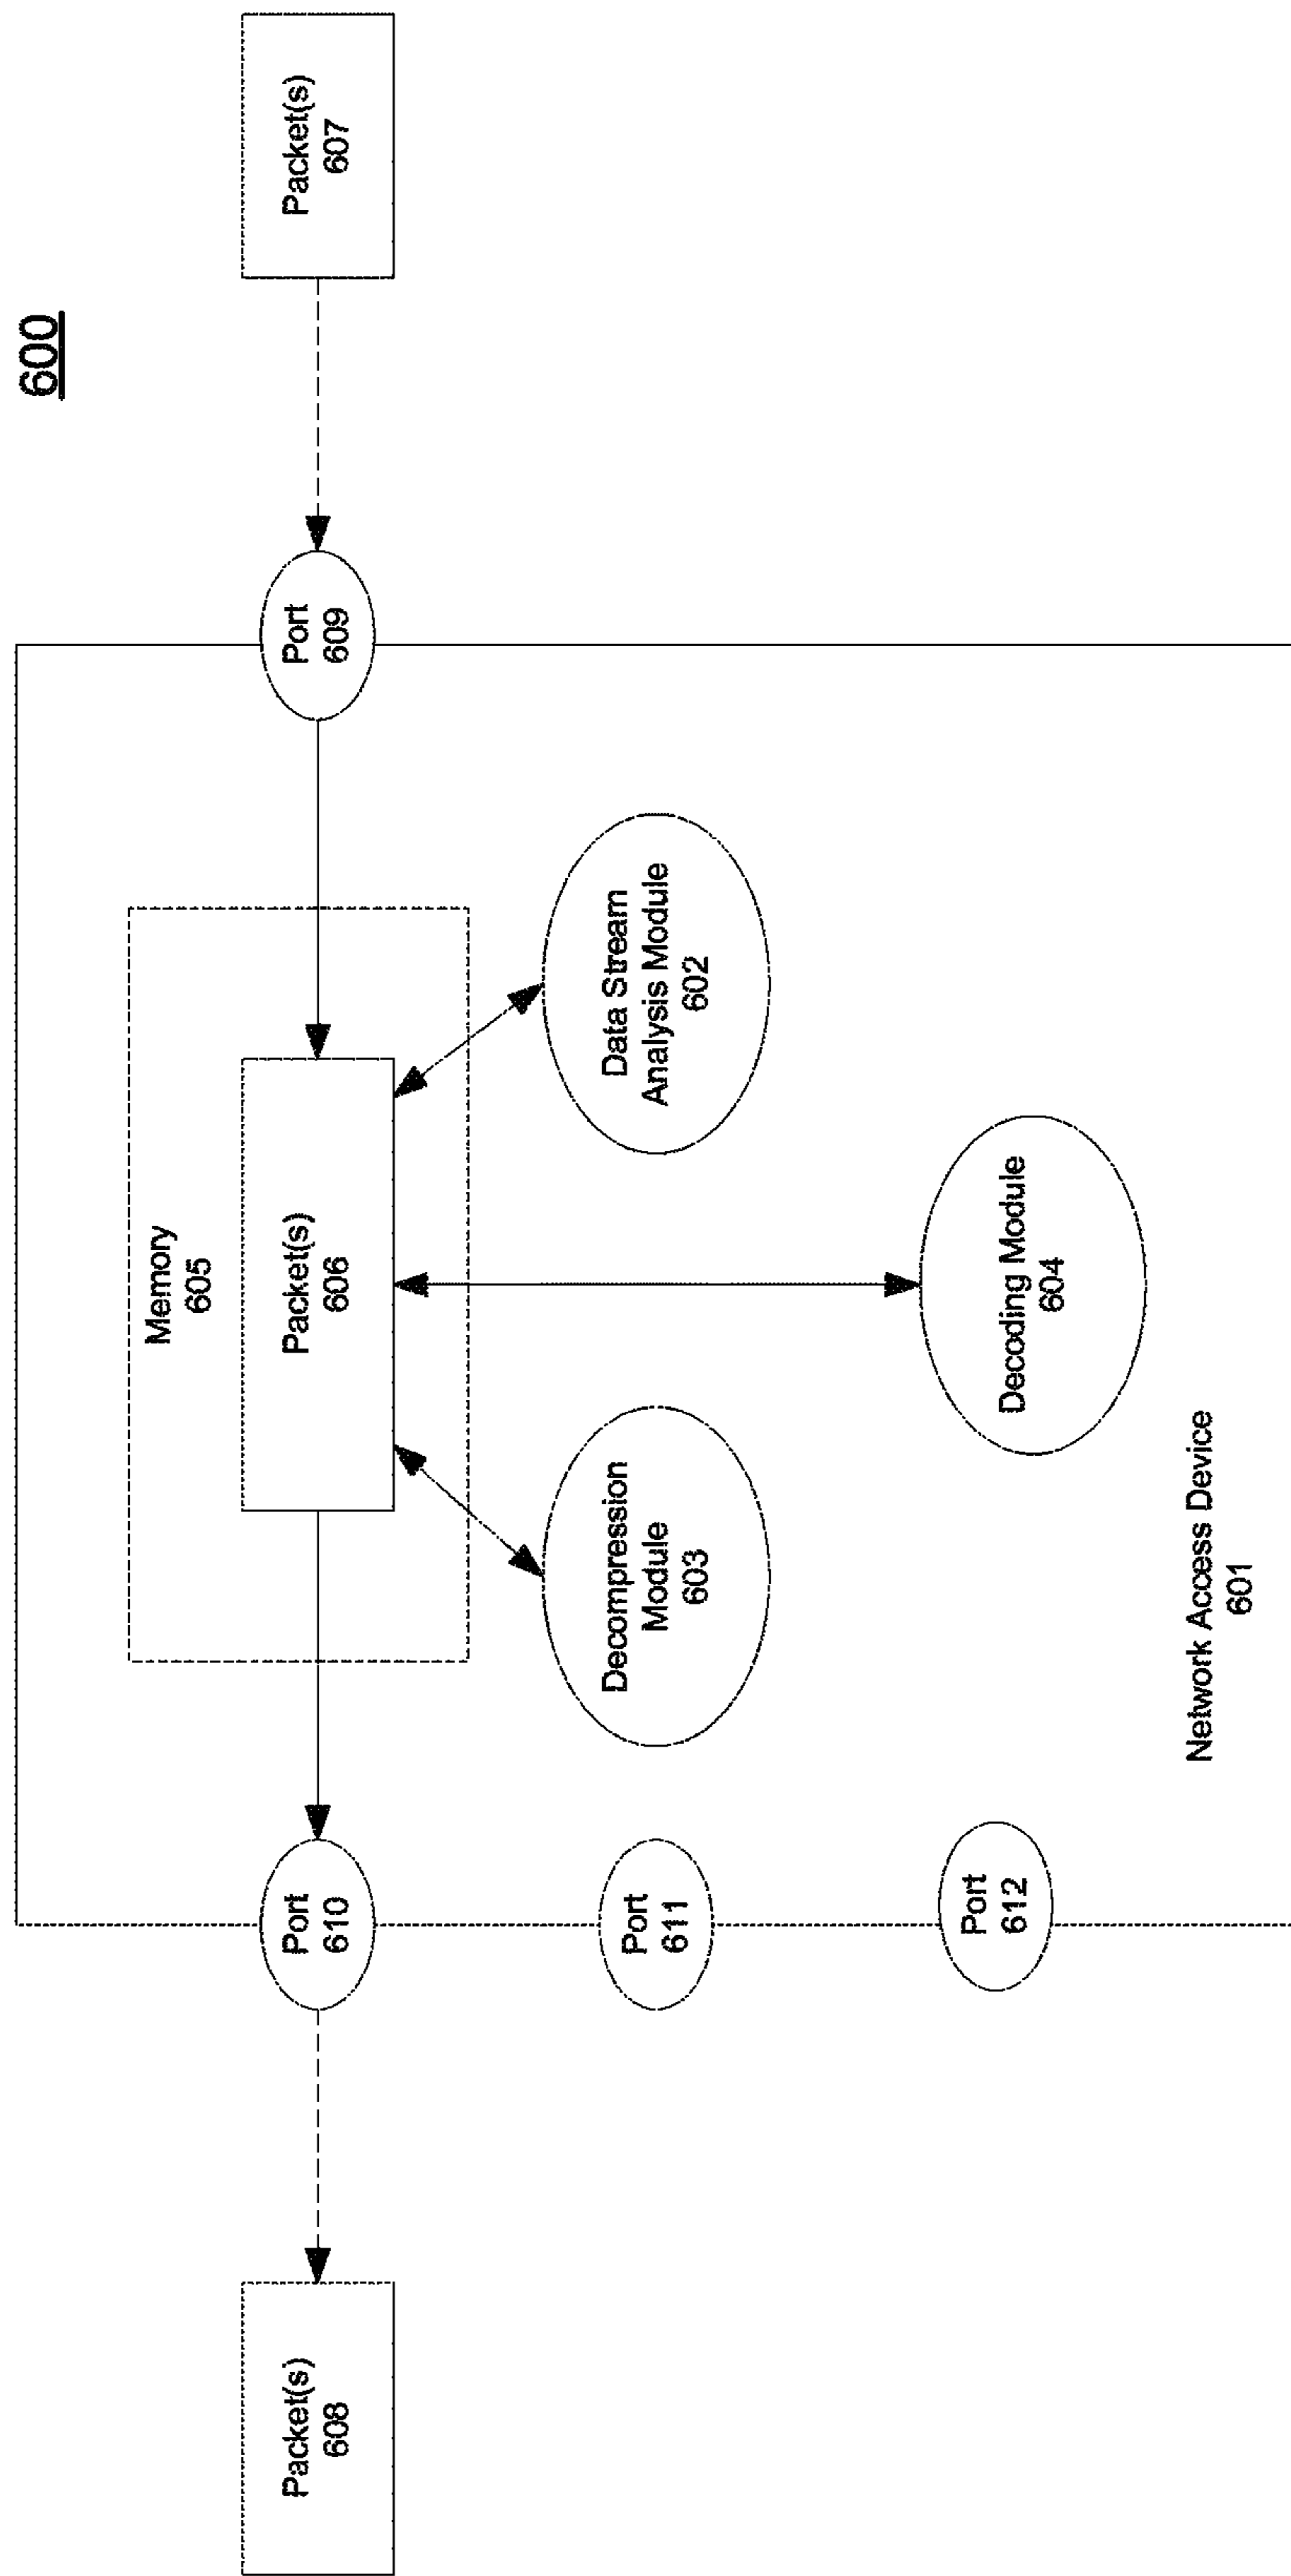 600
Packet(s)
608
Port
610
Memory
605
Packet(s)
606
Port
609
Packet(s)
607
Port
611
Decompression
Module
603
Data Stream
Analysis Module
602
Port
612
Decoding Module
604
Network Access Device
601